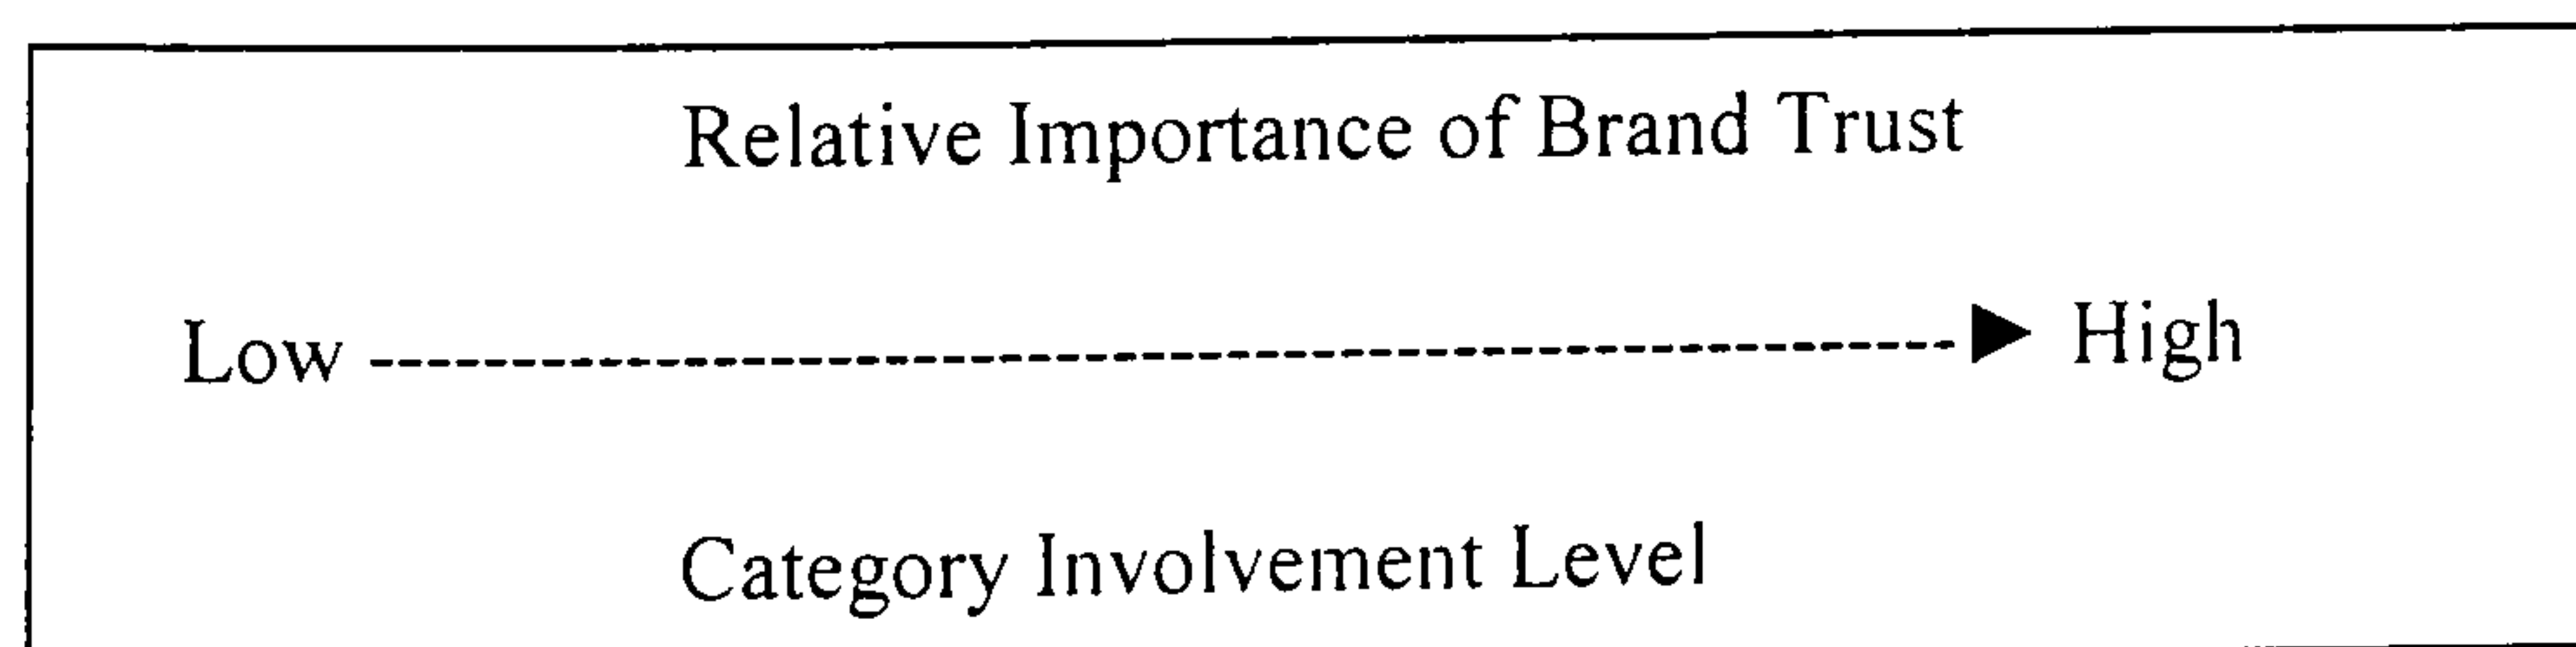 Relative Importance of Brand Trust
Low High
Category Involvement Level